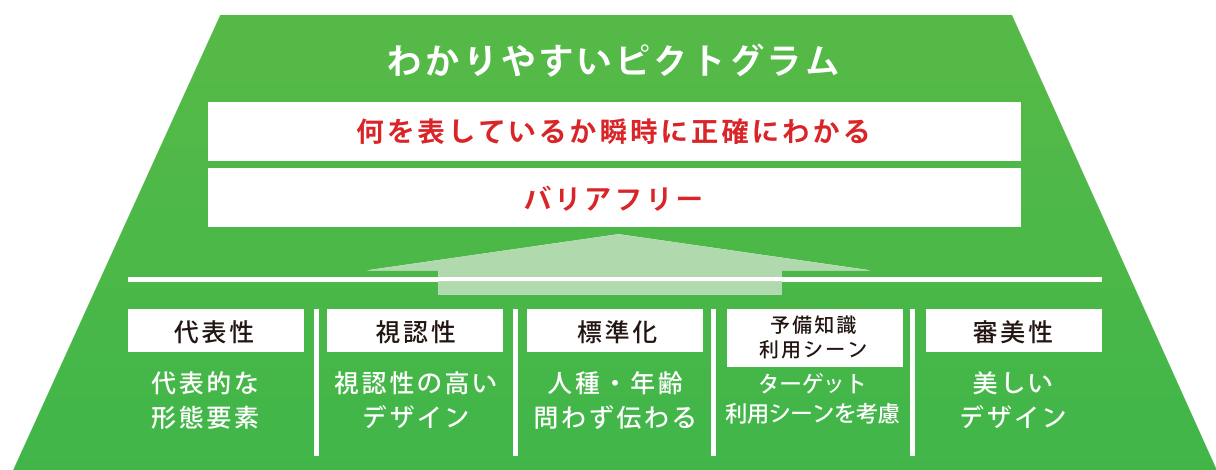 わかりやすいピクトグラム
何を表しているか瞬時に正確にわかる
バリアフリー
代表性
代表的な
形態要素
視認性
視認性の高い
デザイン
標準化
人種・年齢
問わず伝わる
予備知識
利用シーン
ターゲット
利用シーンを考慮
審美性
美しい
デザイン